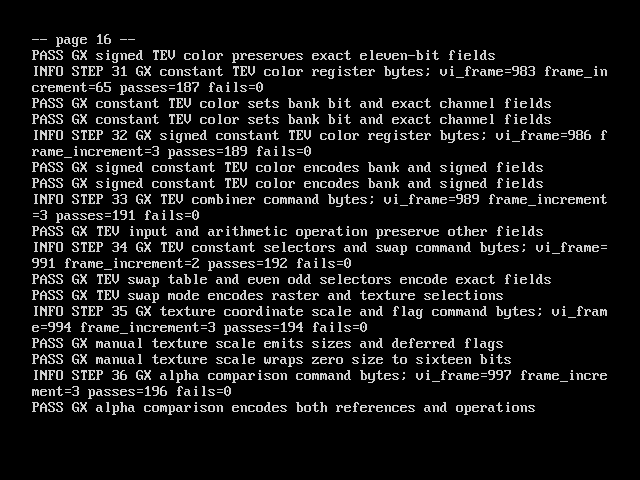 -- page 16 --
PASS GX signed TEV color preserves exact eleven-bit fields
INFO STEP 31 GX constant TEV color register bytes; vi_frame=983 frame_in
crement=65 passes=187 fails=0
PASS GX constant TEV color sets bank bit and exact channel fields
PASS GX constant TEV color sets bank bit and exact channel fields
INFO STEP 32 GX signed constant TEV color register bytes; vi_frame=986 f
rame_increment=3 passes=189 fails=0
PASS GX signed constant TEV color encodes bank and signed fields
PASS GX signed constant TEV color encodes bank and signed fields
INFO STEP 33 GX TEV combiner command bytes; vi_frame=989 frame_increment
=3 passes=191 fails=0
PASS GX TEV input and arithmetic operation preserve other fields
INFO STEP 34 GX TEV constant selectors and swap command bytes; vi_frame=
991 frame_increment=2 passes=192 fails=0
PASS GX TEV swap table and even odd selectors encode exact fields
PASS GX TEV swap mode encodes raster and texture selections
INFO STEP 35 GX texture coordinate scale and flag command bytes; vi_fram
e=994 frame_increment=3 passes=194 fails=0
PASS GX manual texture scale emits sizes and deferred flags
PASS GX manual texture scale wraps zero size to sixteen bits
INFO STEP 36 GX alpha comparison command bytes; vi_frame=997 frame_incre
ment=3 passes=196 fails=0
PASS GX alpha comparison encodes both references and operations